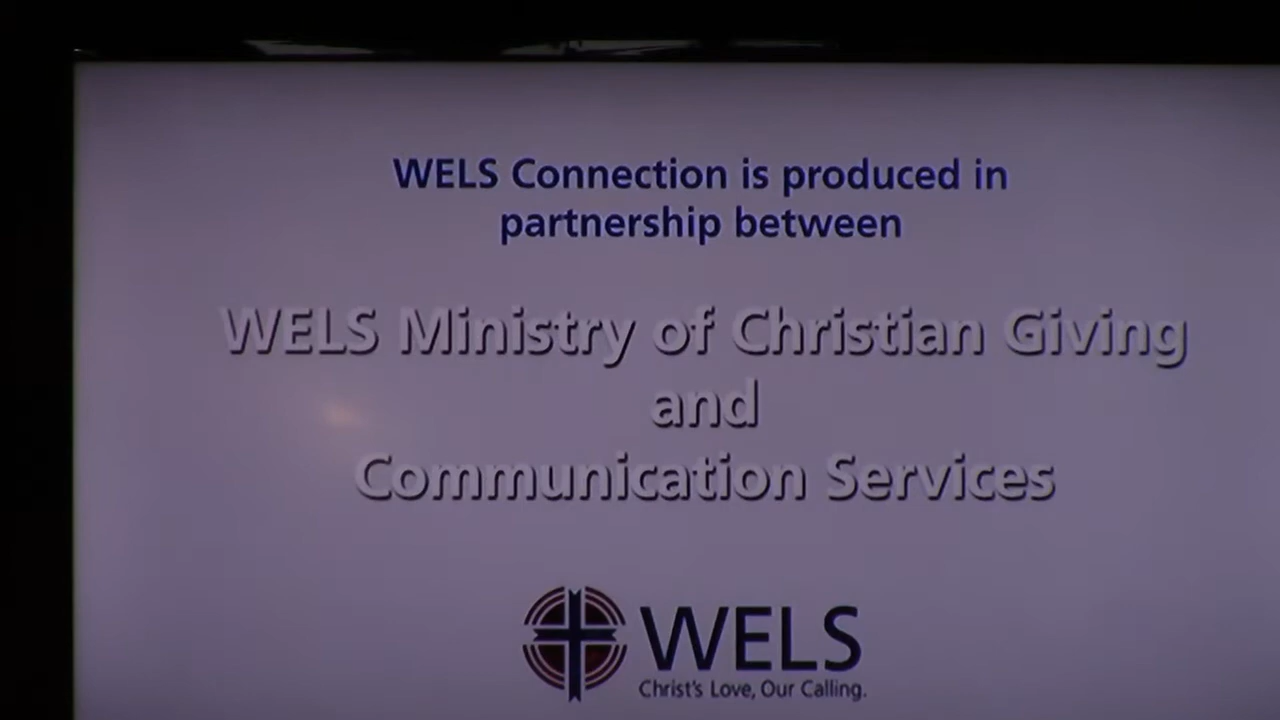 WELS Connection is produced in
partnership between
WELS Ministry of Christian Giving
and
Communication Services
WELS
Christ's Love, Our Calling.